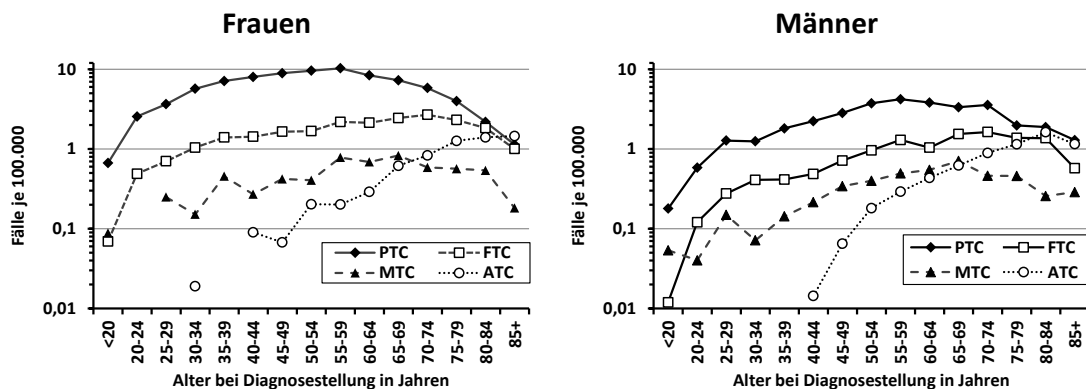 Frauen
Fälle je 100.000
10
1
0,1
0,01
PTC
FTC
MTC
ATC
<20
20-24
25-29
30-34
35-39
40-44
45-49
50-54
55-59
60-64
65-69
70-74
75-79
80-84
85+
Alter bei Diagnosestellung in Jahren
Männer
Fälle je 100.000
10
1
0,1
0,01
PTC
FTC
MTC
ATC
<20
20-24
25-29
30-34
35-39
40-44
45-49
50-54
55-59
60-64
65-69
70-74
75-79
80-84
85+
Alter bei Diagnosestellung in Jahren